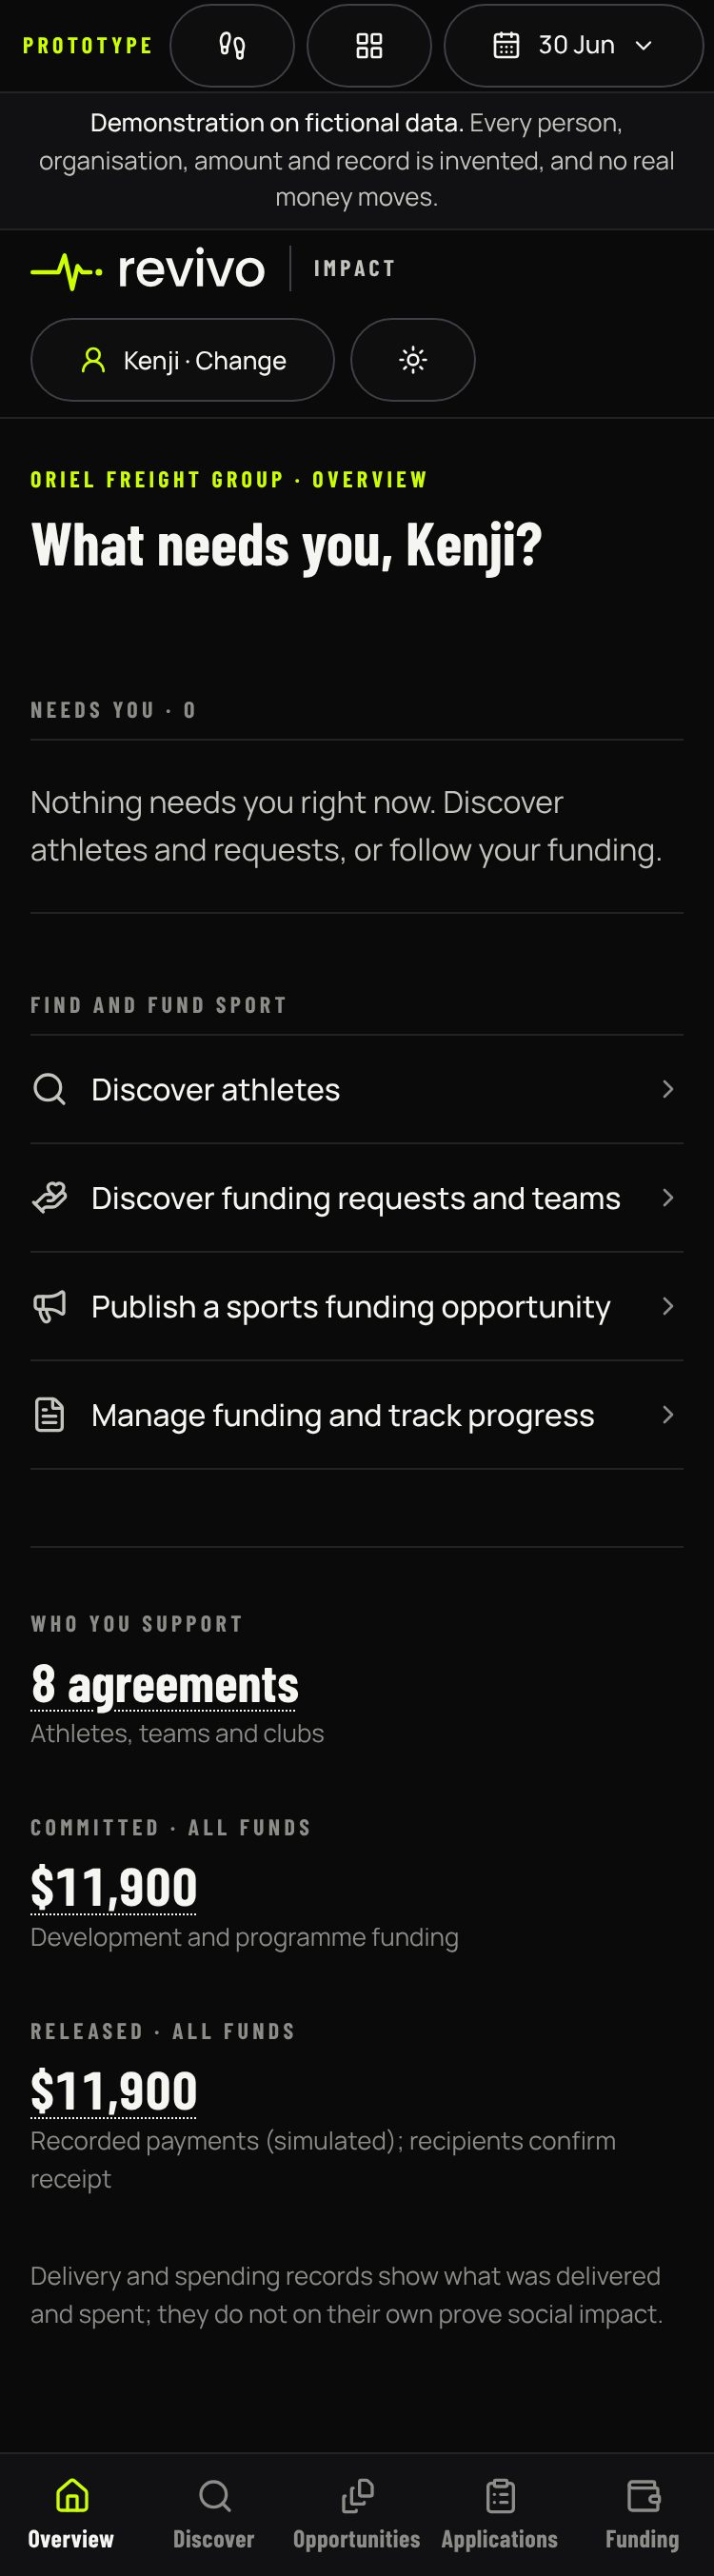 PROTOTYPE
30 Jun
Demonstration on fictional data. Every person,
organisation, amount and record is invented, and no real
money moves.
revivo
IMPACT
Kenji · Change
ORIEL FREIGHT GROUP · OVERVIEW
What needs you, Kenji?
NEEDS YOU · 0
Nothing needs you right now. Discover
athletes and requests, or follow your funding.
FIND AND FUND SPORT
Discover athletes
Discover funding requests and teams
Publish a sports funding opportunity
Manage funding and track progress
WHO YOU SUPPORT
8 agreements
Athletes, teams and clubs
COMMITTED · ALL FUNDS
$11,900
Development and programme funding
RELEASED · ALL FUNDS
$11,900
Recorded payments (simulated); recipients confirm
receipt
Delivery and spending records show what was delivered
and spent; they do not on their own prove social impact.
Overview
Discover
Opportunities
Applications
Funding